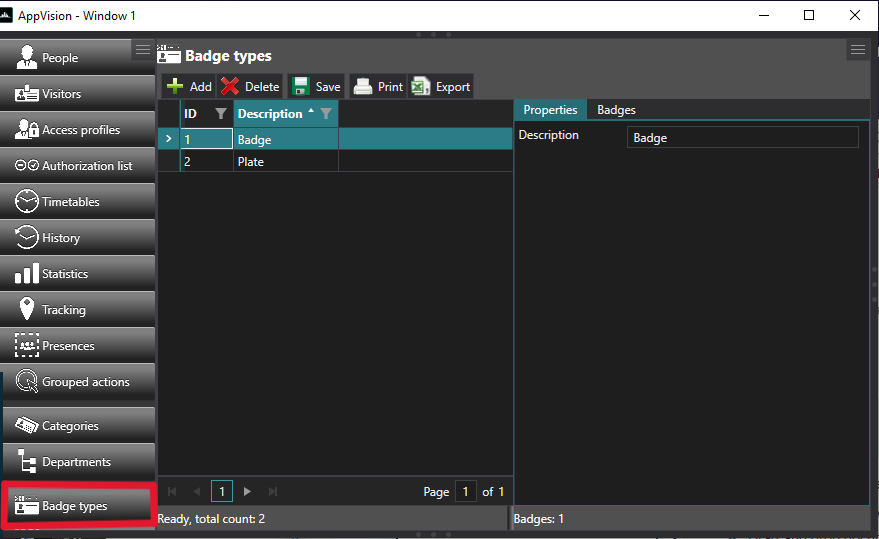 AppVision - Window 1
People
Visitors
Access profiles
Authorization list
Timetables
History
Statistics
Tracking
Presences
Grouped actions
Categories
Departments
Badge types
Badge types
Add Delete Save Print Export
ID Description
1 Badge
2 Plate
1 Page 1 of 1
Ready, total count: 2
Properties Badges
Description Badge
Badges: 1